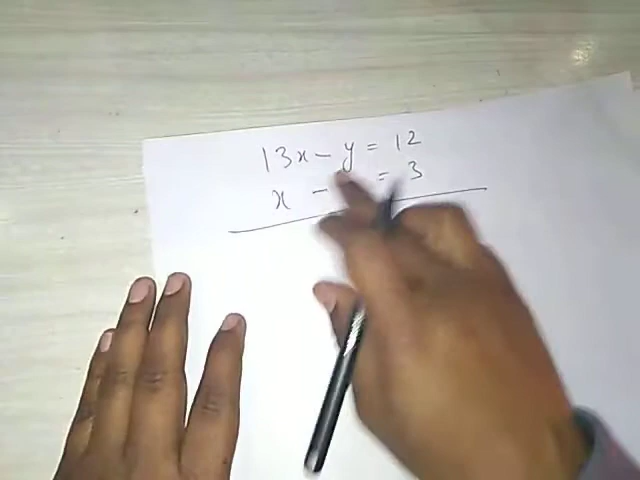 13x - y = 12
x - = 3